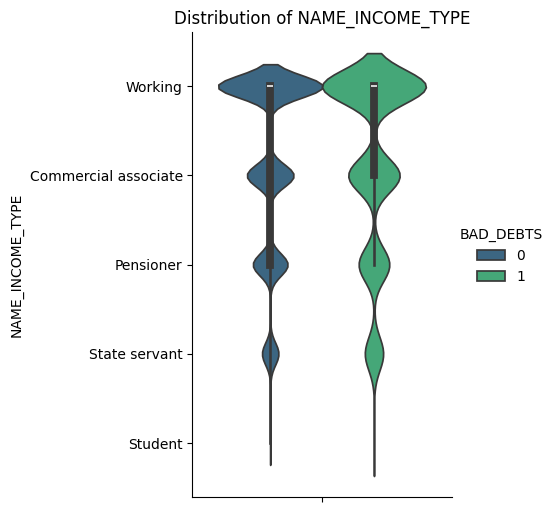 Distribution of NAME_INCOME_TYPE
Working
Commercial associate
Pensioner
State servant
Student
NAME_INCOME_TYPE
BAD_DEBTS
0
1